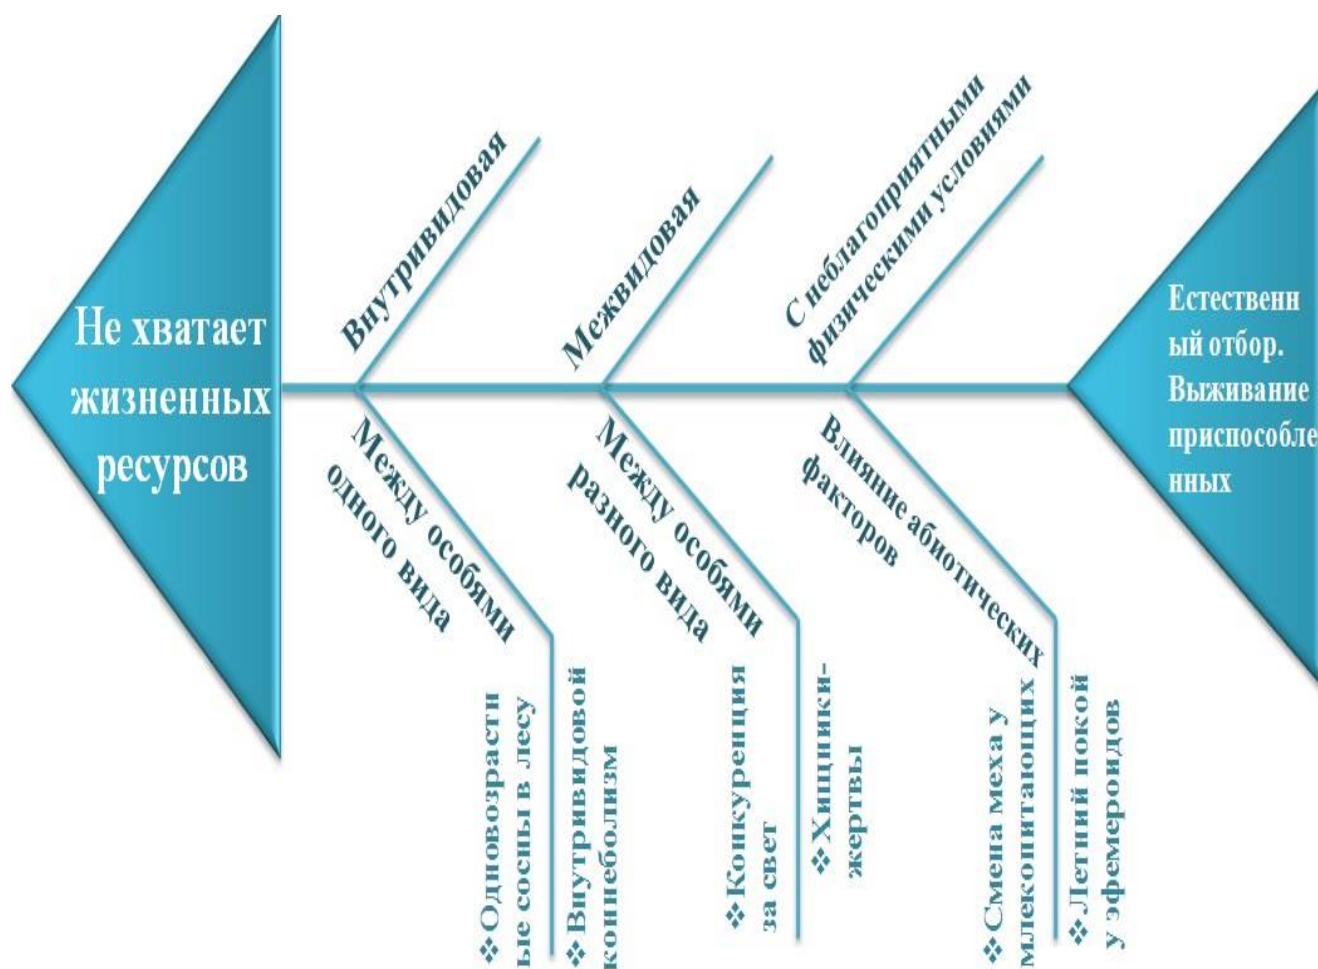 Не хватает
жизненных
ресурсов
Внутривидовая
Между особями
одного вида
❖Одновозрастн
ые сосны в лесу
❖Внутривидовой
коннеболизм
Межвидовая
Между особями
разного вида
❖Конкуренция
за свет
❖Хищники-
жертвы
С неблагоприятными
физическими условиями
Влияние абиотических
факторов
❖Смена меха у
млекопитающих
❖Летний покой
у эфемероидов
Естественн
ый отбор.
Выживание
приспособле
нных